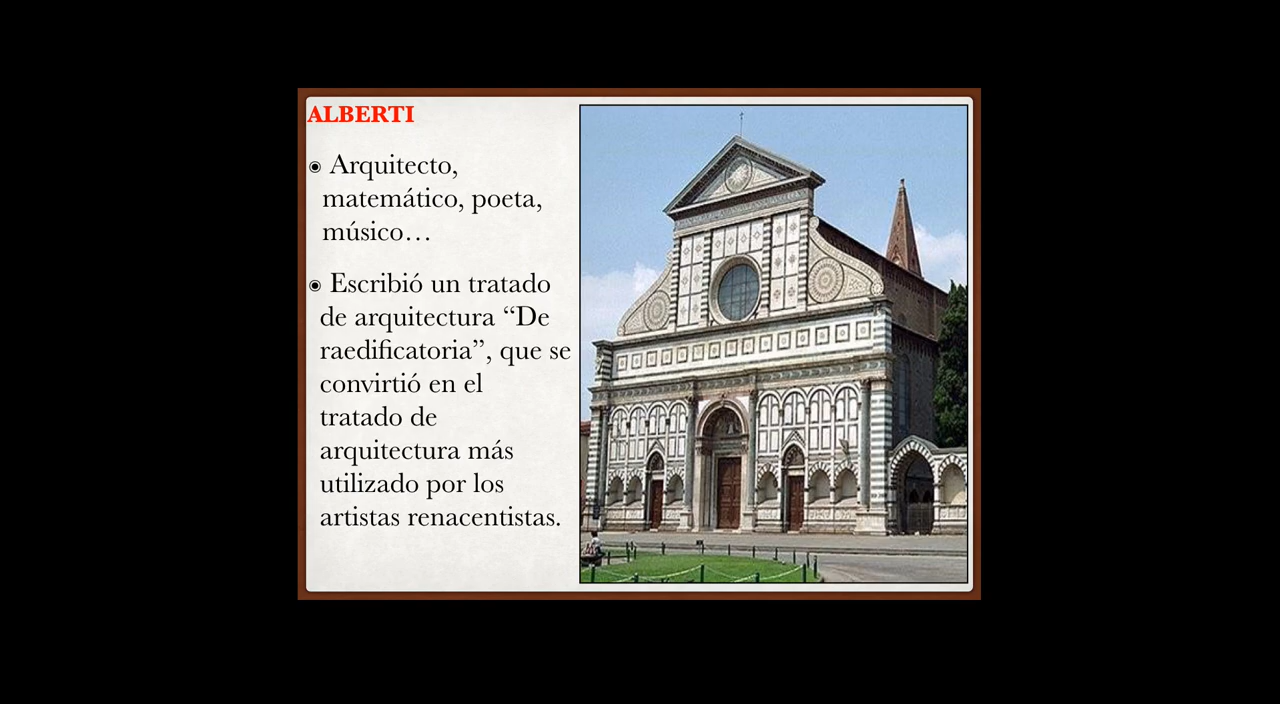 ALBERTI
◉ Arquitecto,
matemático, poeta,
músico…
◉ Escribió un tratado
de arquitectura “De
raedificatoria”, que se
convirtió en el
tratado de
arquitectura más
utilizado por los
artistas renacentistas.